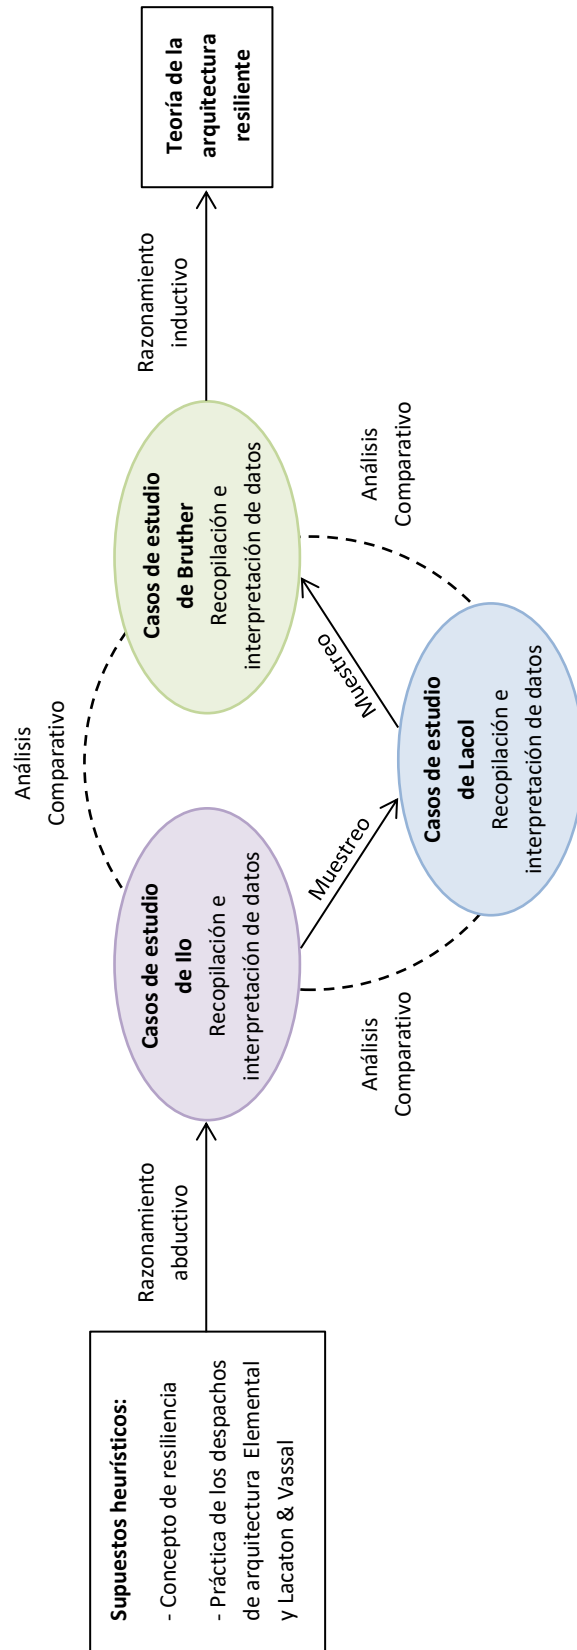 Supuestos heurísticos:
- Concepto de resiliencia
- Práctica de los despachos
de arquitectura Elemental
y Lacaton & Vassal
Razonamiento
abductivo
Casos de estudio
de Ilo
Recopilación e
interpretación de datos
Análisis
Comparativo
Muestreo
Análisis
Comparativo
Casos de estudio
de Lacol
Recopilación e
interpretación de datos
Muestreo
Análisis
Comparativo
Casos de estudio
de Bruther
Recopilación e
interpretación de datos
Razonamiento
inductivo
Teoría de la
arquitectura
resiliente